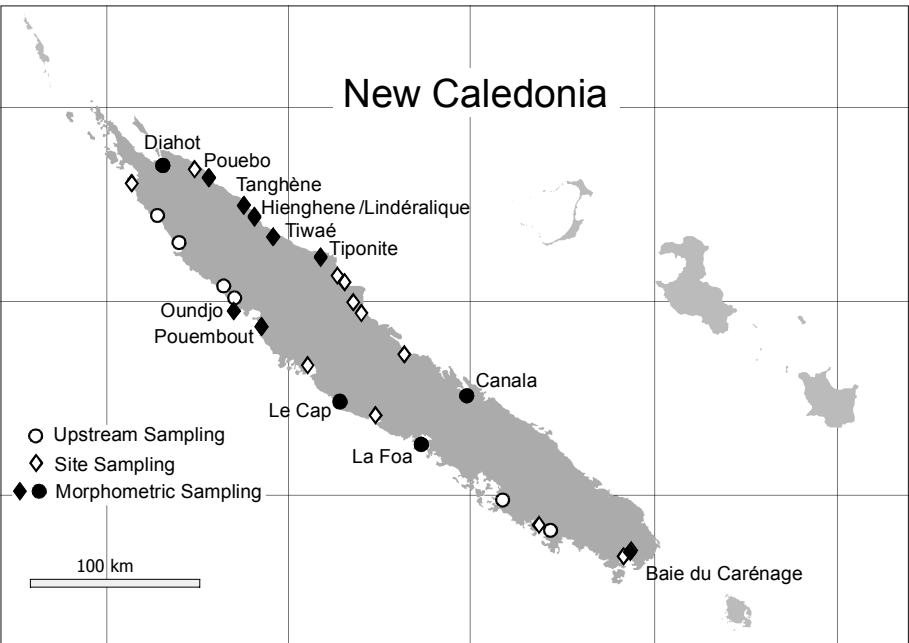 New Caledonia
Diahot
Pouebo
Tanghène
Hienghene /Lindéralique
Tiwaé
Tiponite
Oundjo
Pouembout
Canala
Le Cap
La Foa
Upstream Sampling
Site Sampling
Morphometric Sampling
100 km
Baie du Carénage